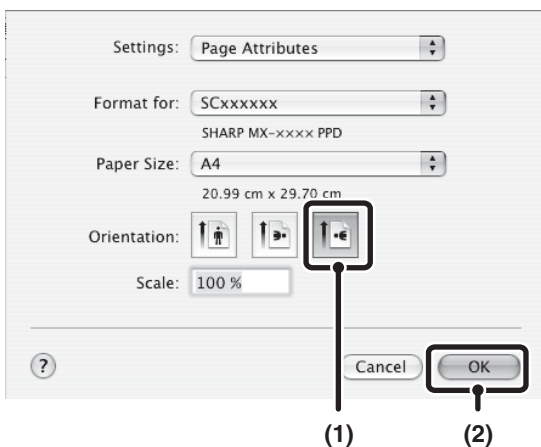 Settings: Page Attributes
Format for: SCxxxxxx
SHARP MX-xxxx PPD
Paper Size: A4
20.99 cm x 29.70 cm
Orientation:
Scale: 100 %
? Cancel OK
(1) (2)